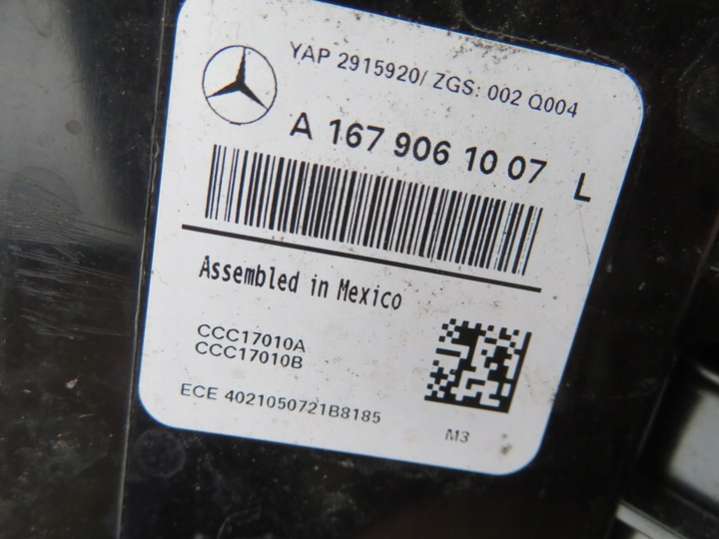 YAP 2915920/ ZGS: 002 Q004
A 167 906 10 07 L
Assembled in Mexico
CCC17010A
CCC17010B
ECE 4021050721B8185
M3